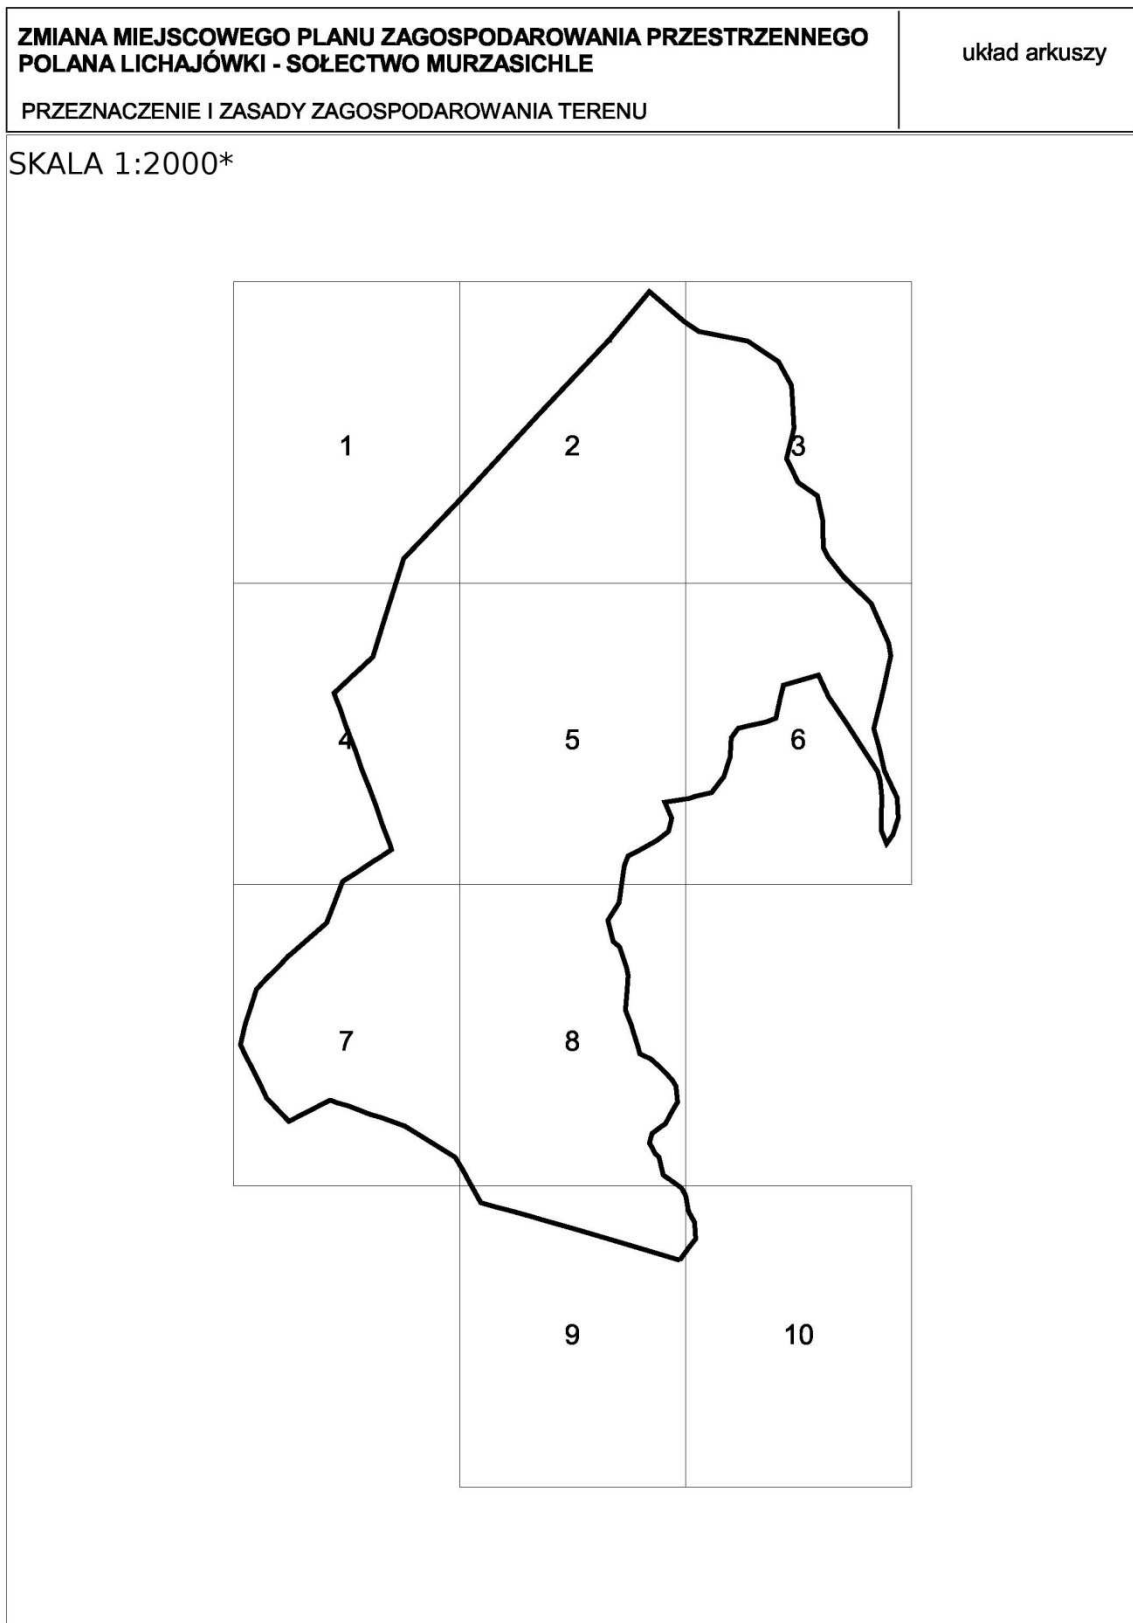 ZMIANA MIEJSCOWEGO PLANU ZAGOSPODAROWANIA PRZESTRZENNEGO
POLANA LICHAJÓWKI - SOŁECTWO MURZASICHLE
PRZEZNACZENIE I ZASADY ZAGOSPODAROWANIA TERENU
układ arkuszy
SKALA 1:2000*
1
2
3
4
5
6
7
8
9
10